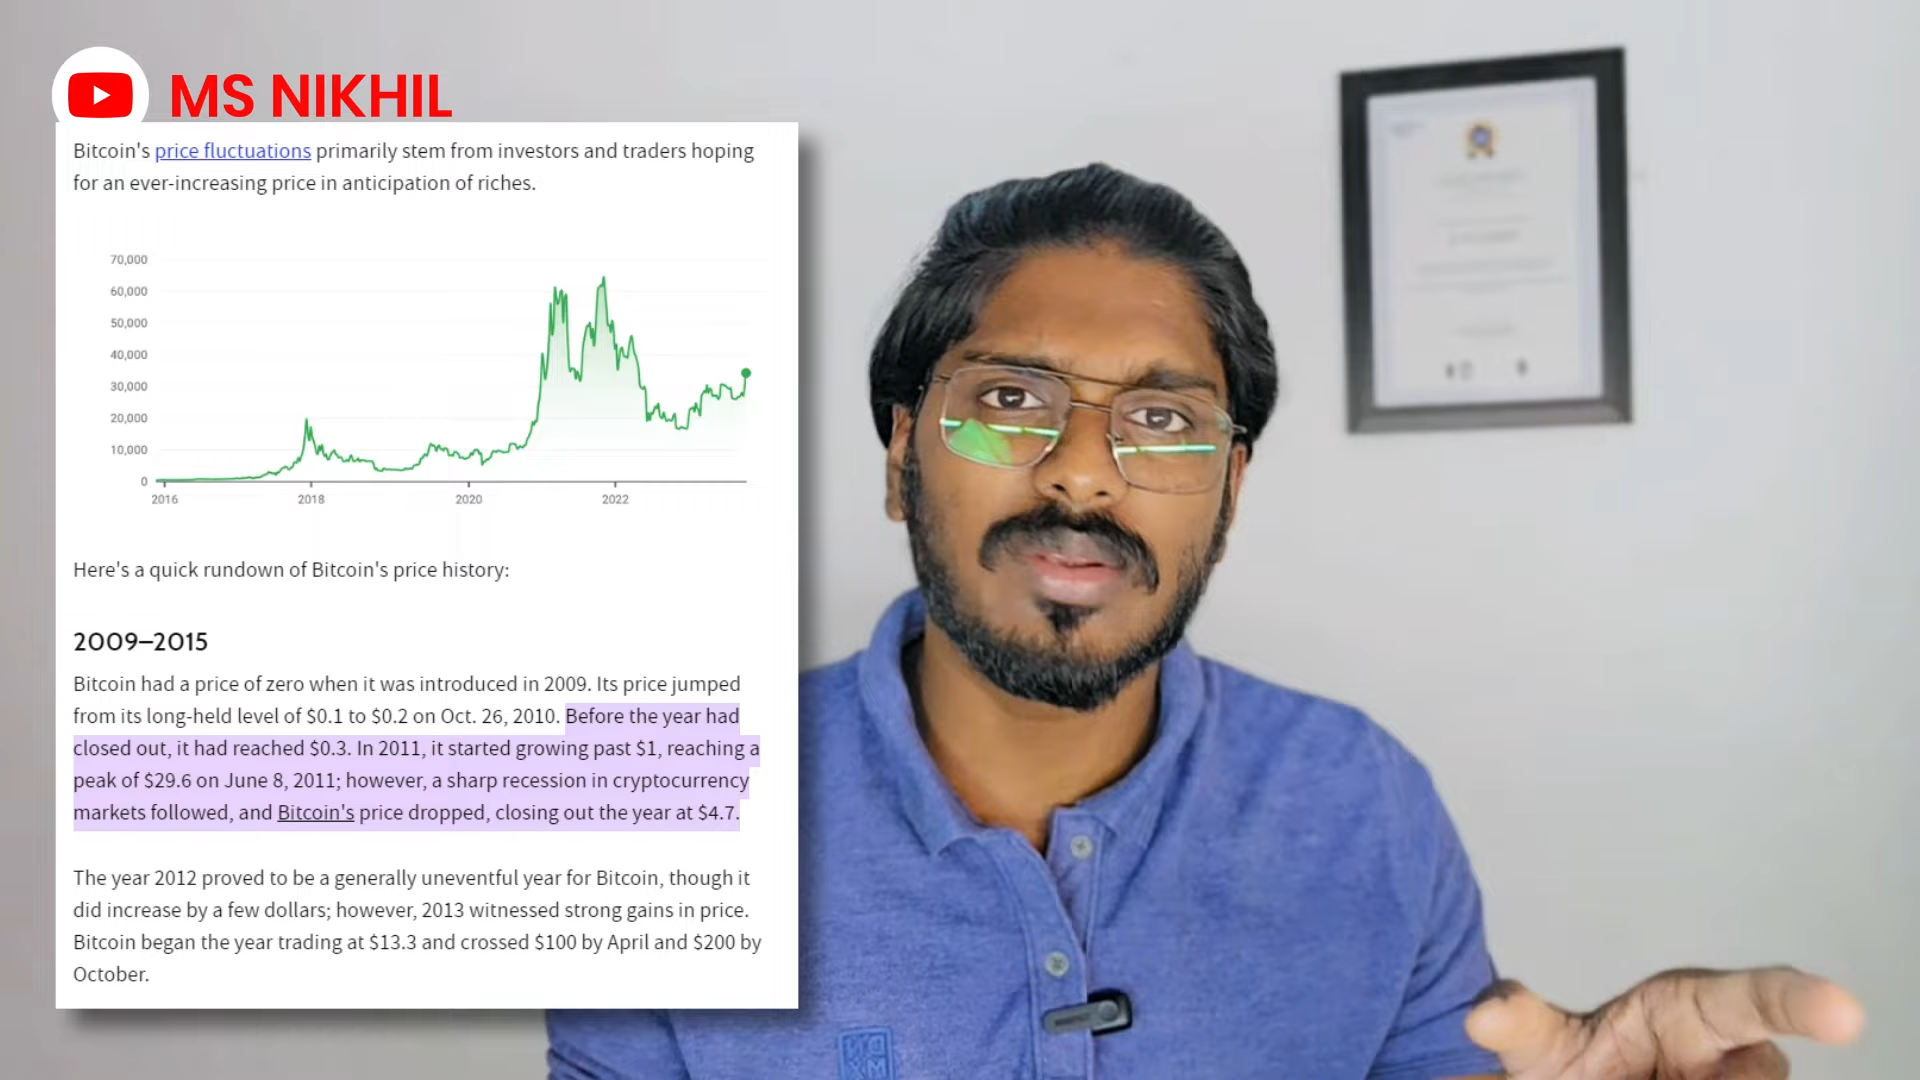 MS NIKHIL
Bitcoin's price fluctuations primarily stem from investors and traders hoping
for an ever-increasing price in anticipation of riches.
70,000
60,000
50,000
40,000
30,000
20,000
10,000
0
2016 2018 2020 2022
Here's a quick rundown of Bitcoin's price history:
2009–2015
Bitcoin had a price of zero when it was introduced in 2009. Its price jumped
from its long-held level of $0.1 to $0.2 on Oct. 26, 2010. Before the year had
closed out, it had reached $0.3. In 2011, it started growing past $1, reaching a
peak of $29.6 on June 8, 2011; however, a sharp recession in cryptocurrency
markets followed, and Bitcoin's price dropped, closing out the year at $4.7.
The year 2012 proved to be a generally uneventful year for Bitcoin, though it
did increase by a few dollars; however, 2013 witnessed strong gains in price.
Bitcoin began the year trading at $13.3 and crossed $100 by April and $200 by
October.